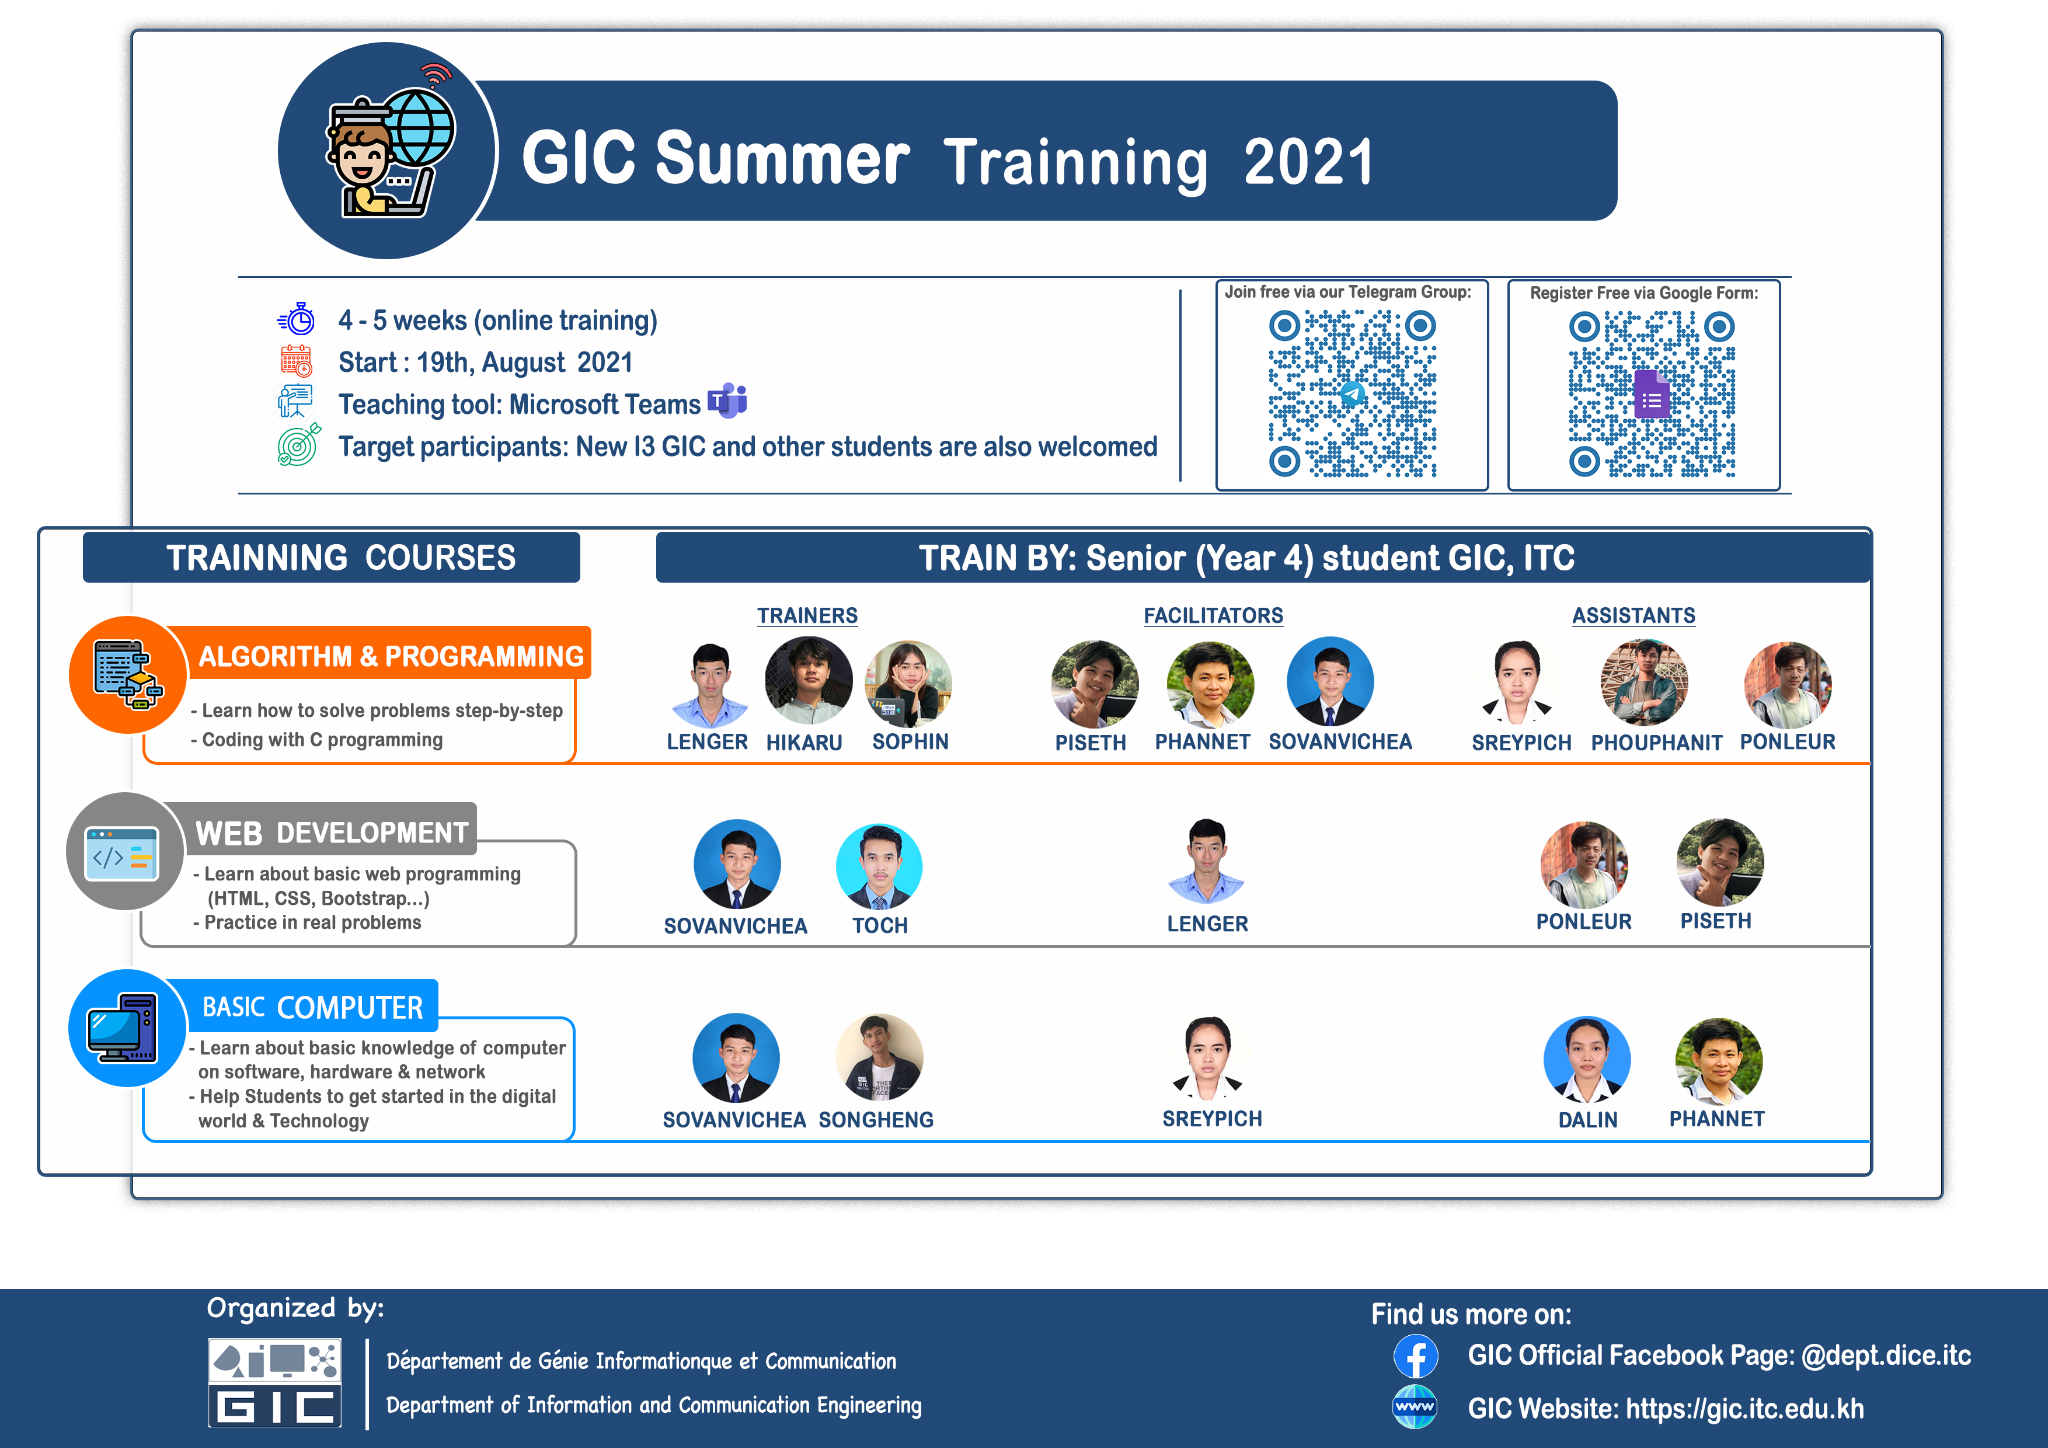 GIC Summer Trainning 2021
4 - 5 weeks (online training)
Start : 19th, August 2021
Teaching tool: Microsoft Teams
T
Target participants: New I3 GIC and other students are also welcomed
Join free via our Telegram Group:
Register Free via Google Form:
TRAINNING COURSES
TRAIN BY: Senior (Year 4) student GIC, ITC
TRAINERS
FACILITATORS
ASSISTANTS
ALGORITHM & PROGRAMMING
- Learn how to solve problems step-by-step
- Coding with C programming
LENGER HIKARU SOPHIN
PISETH PHANNET SOVANVICHEA
SREYPICH PHOUPHANIT PONLEUR
WEB DEVELOPMENT
- Learn about basic web programming
(HTML, CSS, Bootstrap...)
- Practice in real problems
SOVANVICHEA TOCH
LENGER
PONLEUR PISETH
BASIC COMPUTER
- Learn about basic knowledge of computer
on software, hardware & network
- Help Students to get started in the digital
world & Technology
SOVANVICHEA SONGHENG
SREYPICH
DALIN PHANNET
Organized by:
GIC
Département de Génie Informationque et Communication
Department of Information and Communication Engineering
Find us more on:
GIC Official Facebook Page: @dept.dice.itc
www
GIC Website: https://gic.itc.edu.kh